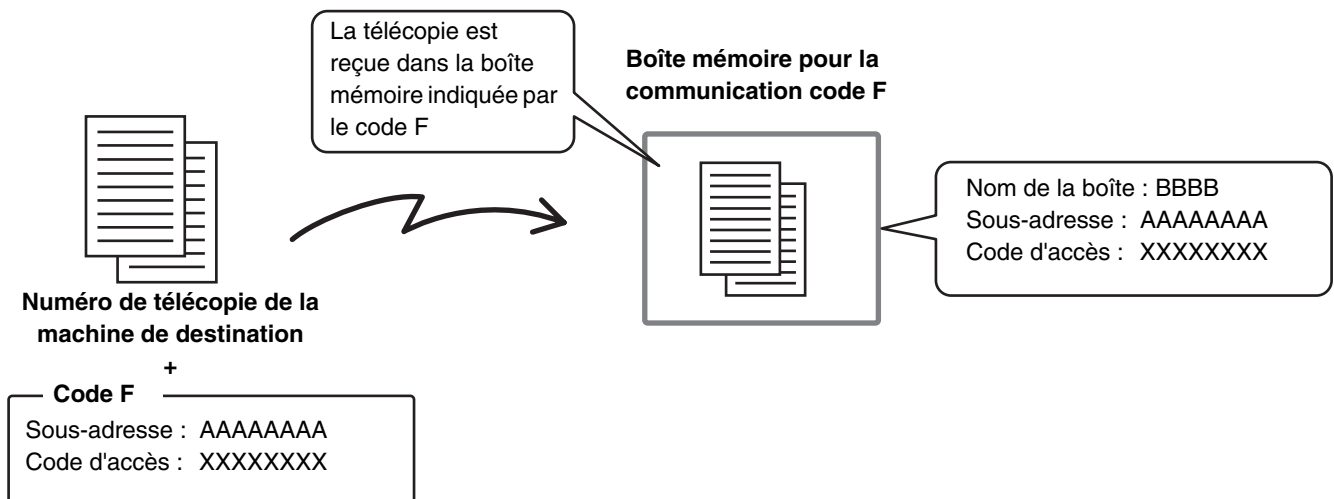 La télécopie est
reçue dans la boîte
mémoire indiquée par
le code F
Boîte mémoire pour la
communication code F
Nom de la boîte : BBBB
Sous-adresse : AAAAAAAA
Code d'accès : XXXXXXXX
Numéro de télécopie de la
machine de destination
+
Code F
Sous-adresse : AAAAAAAA
Code d'accès : XXXXXXXX